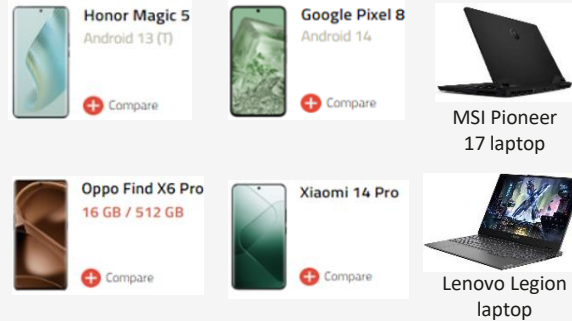 Honor Magic 5
Android 13 (T)
Compare
Google Pixel 8
Android 14
Compare
MSI Pioneer
17 laptop
Oppo Find X6 Pro
16 GB / 512 GB
Compare
Xiaomi 14 Pro
Compare
Lenovo Legion
laptop